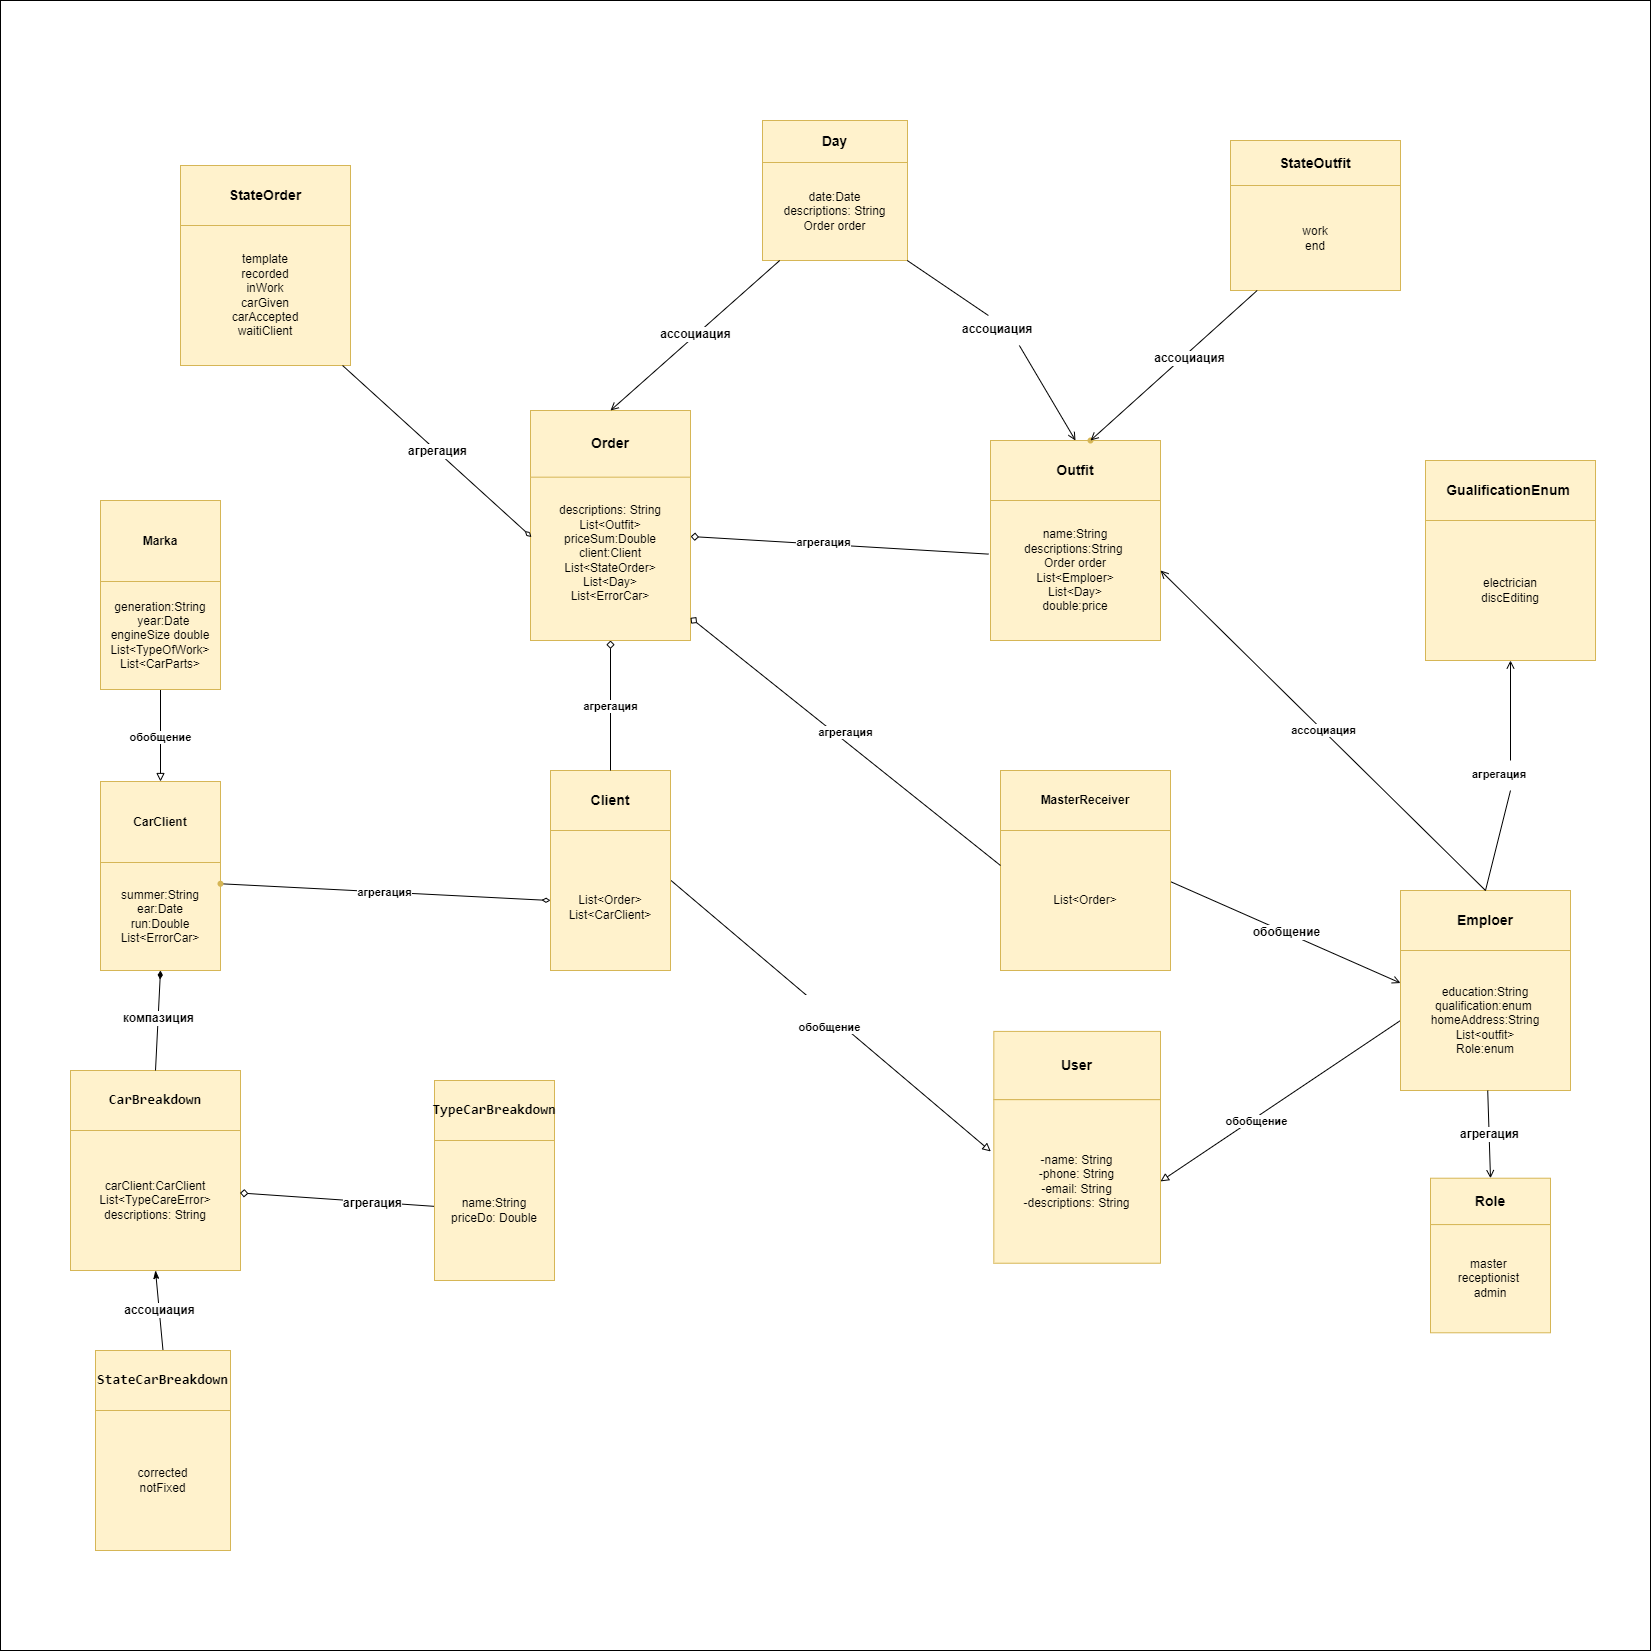 Day
date:Date
descriptions: String
Order order
StateOutfit
work
end
StateOrder
template
recorded
inWork
carGiven
carAccepted
waitiClient
ассоциация
ассоциация
ассоциация
агрегация
Order
descriptions: String
List<Outfit>
priceSum:Double
client:Client
List<StateOrder>
List<Day>
List<ErrorCar>
агрегация
Outfit
name:String
descriptions:String
Order order
List<Emploer>
List<Day>
double:price
GualificationEnum
electrician
discEditing
Marka
generation:String
year:Date
engineSize double
List<TypeOfWork>
List<CarParts>
обобщение
агрегация
агрегация
ассоциация
агрегация
CarClient
summer:String
ear:Date
run:Double
List<ErrorCar>
агрегация
Client
List<Order>
List<CarClient>
MasterReceiver
List<Order>
обобщение
Emploer
education:String
qualification:enum
homeAddress:String
List<outfit>
Role:enum
компазиция
обобщение
User
-name: String
-phone: String
-email: String
-descriptions: String
обобщение
агрегация
CarBreakdown
carClient:CarClient
List<TypeCareError>
descriptions: String
агрегация
TypeCarBreakdown
name:String
priceDo: Double
Role
master
receptionist
admin
ассоциация
StateCarBreakdown
corrected
notFixed